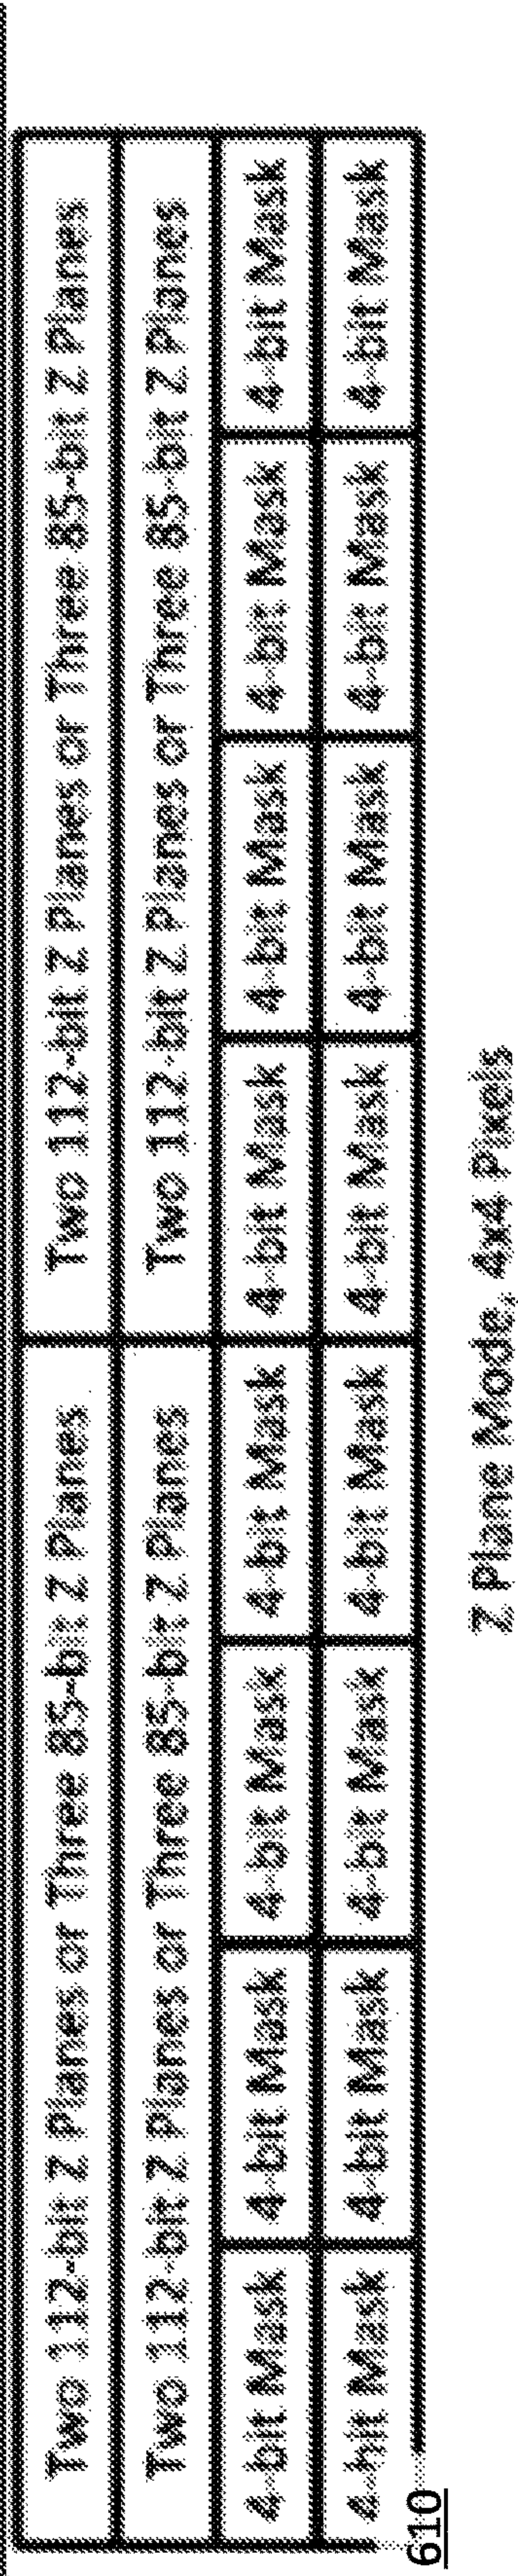 Two 112-bit Z Planes or Three 85-bit Z Planes Two 112-bit Z Planes or Three 85-bit Z Planes
Two 112-bit Z Planes or Three 85-bit Z Planes Two 112-bit Z Planes or Three 85-bit Z Planes
4-bit Mask 4-bit Mask 4-bit Mask 4-bit Mask 4-bit Mask 4-bit Mask 4-bit Mask 4-bit Mask
4-bit Mask 4-bit Mask 4-bit Mask 4-bit Mask 4-bit Mask 4-bit Mask 4-bit Mask 4-bit Mask
610
Z Plane Mode, 4x4 Pixels